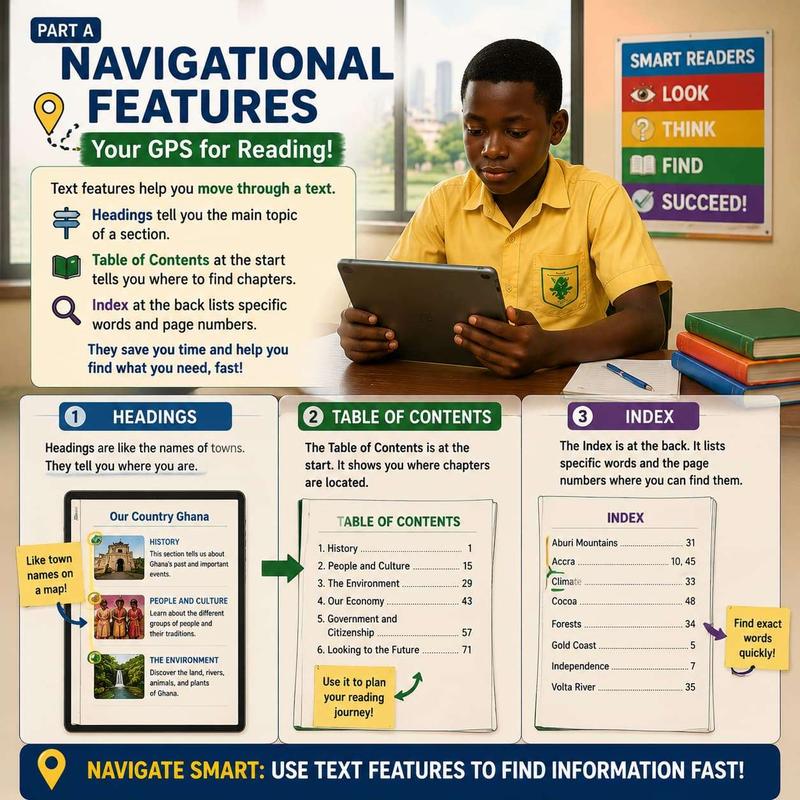 PART A
NAVIGATIONAL
FEATURES
Your GPS for Reading!
Text features help you move through a text.
Headings tell you the main topic
of a section.
Table of Contents at the start
tells you where to find chapters.
Index at the back lists specific
words and page numbers.
They save you time and help you
find what you need, fast!
SMART READERS
LOOK
THINK
FIND
SUCCEED!
1 HEADINGS
Headings are like the names of towns.
They tell you where you are.
Our Country Ghana
HISTORY
This section tells us about
Ghana's past and important
events.
PEOPLE AND CULTURE
Learn about the different
groups of people and
their traditions.
THE ENVIRONMENT
Discover the land, rivers,
animals, and plants
of Ghana.
Like town
names on
a map!
2 TABLE OF CONTENTS
The Table of Contents is at the
start. It shows you where chapters
are located.
TABLE OF CONTENTS
1. History 1
2. People and Culture 15
3. The Environment 29
4. Our Economy 43
5. Government and
Citizenship 57
6. Looking to the Future 71
Use it to plan
your reading
journey!
3 INDEX
The Index is at the back. It lists
specific words and the page
numbers where you can find them.
INDEX
Aburi Mountains 31
Accra 10, 45
Climate 33
Cocoa 48
Forests 34
Gold Coast 5
Independence 7
Volta River 35
Find exact
words
quickly!
NAVIGATE SMART: USE TEXT FEATURES TO FIND INFORMATION FAST!